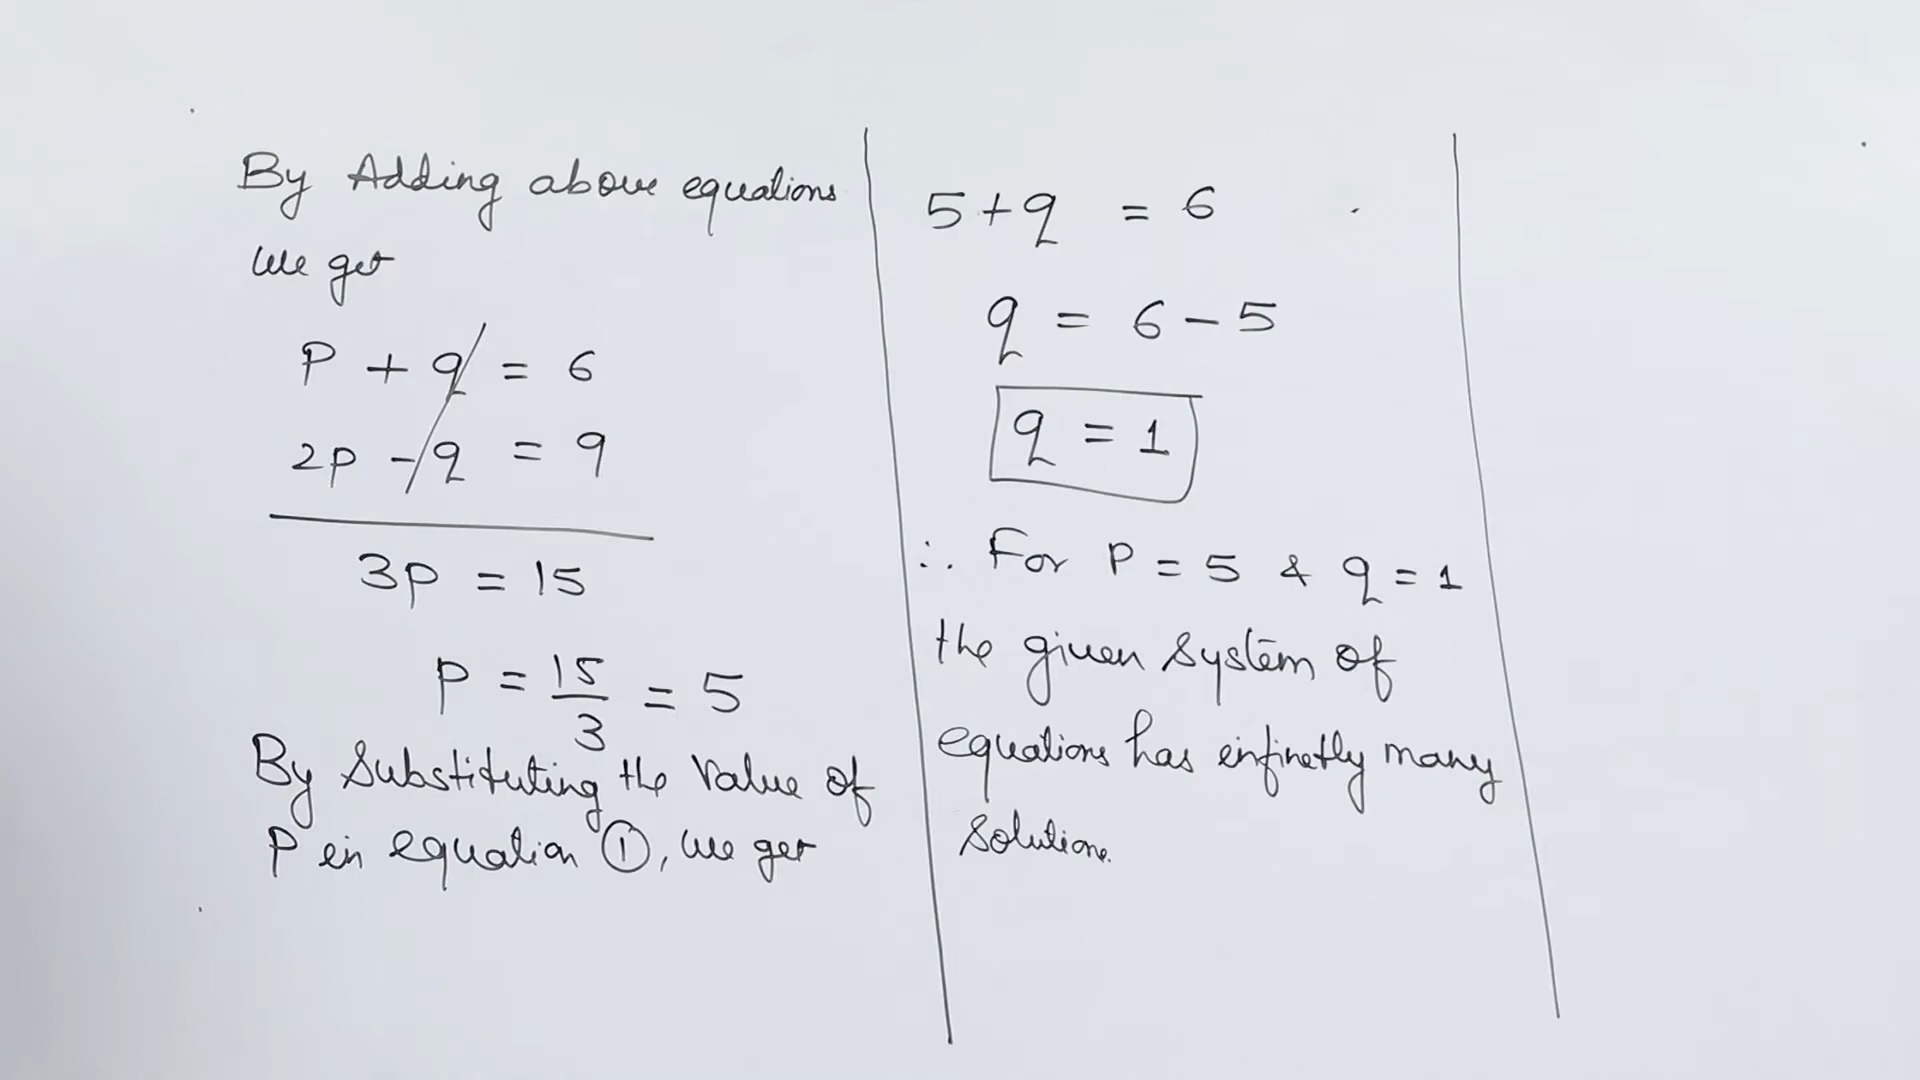 By Adding above equations
we get
P + q = 6
2p - q = 9
3p = 15
p = 15/3 = 5
By Substituting the Value of
P in equation ①, we get
5 + q = 6
q = 6 - 5
q = 1
∴ For P = 5 & q = 1
the given system of
equations has infinetly many
solutions.